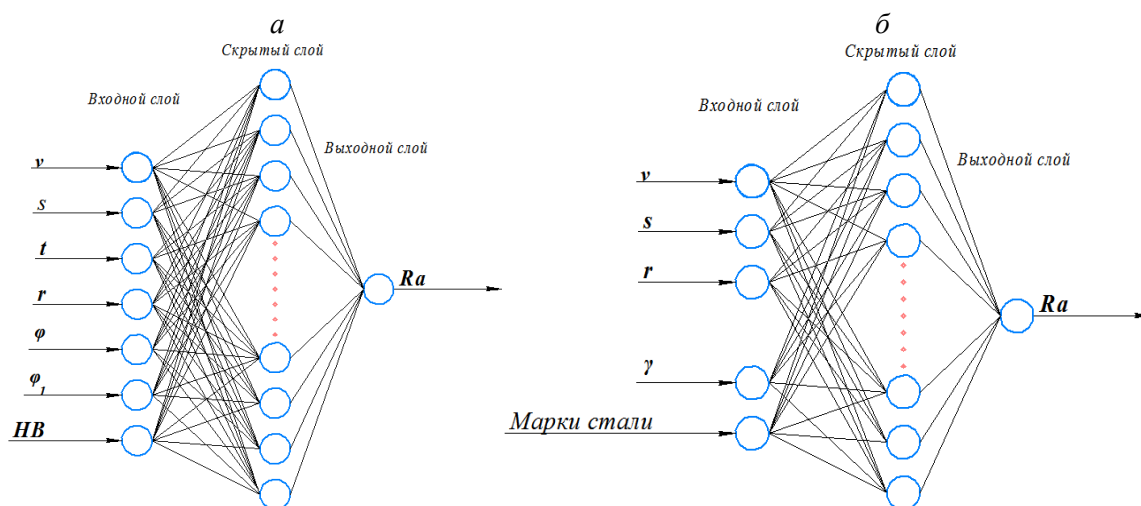 а
Скрытый слой
Входной слой
Выходной слой
v
s
t
r
φ
φ1
HB
Ra
б
Скрытый слой
Входной слой
Выходной слой
v
s
r
γ
Марки стали
Ra